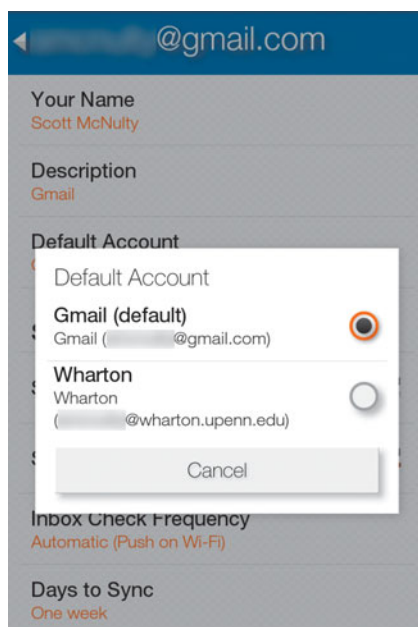 @gmail.com
Your Name
Scott McNulty
Description
Gmail
Default Account
Default Account
Gmail (default)
Gmail ( @gmail.com)
Wharton
Wharton
( @wharton.upenn.edu)
Cancel
Inbox Check Frequency
Automatic (Push on Wi-Fi)
Days to Sync
One week